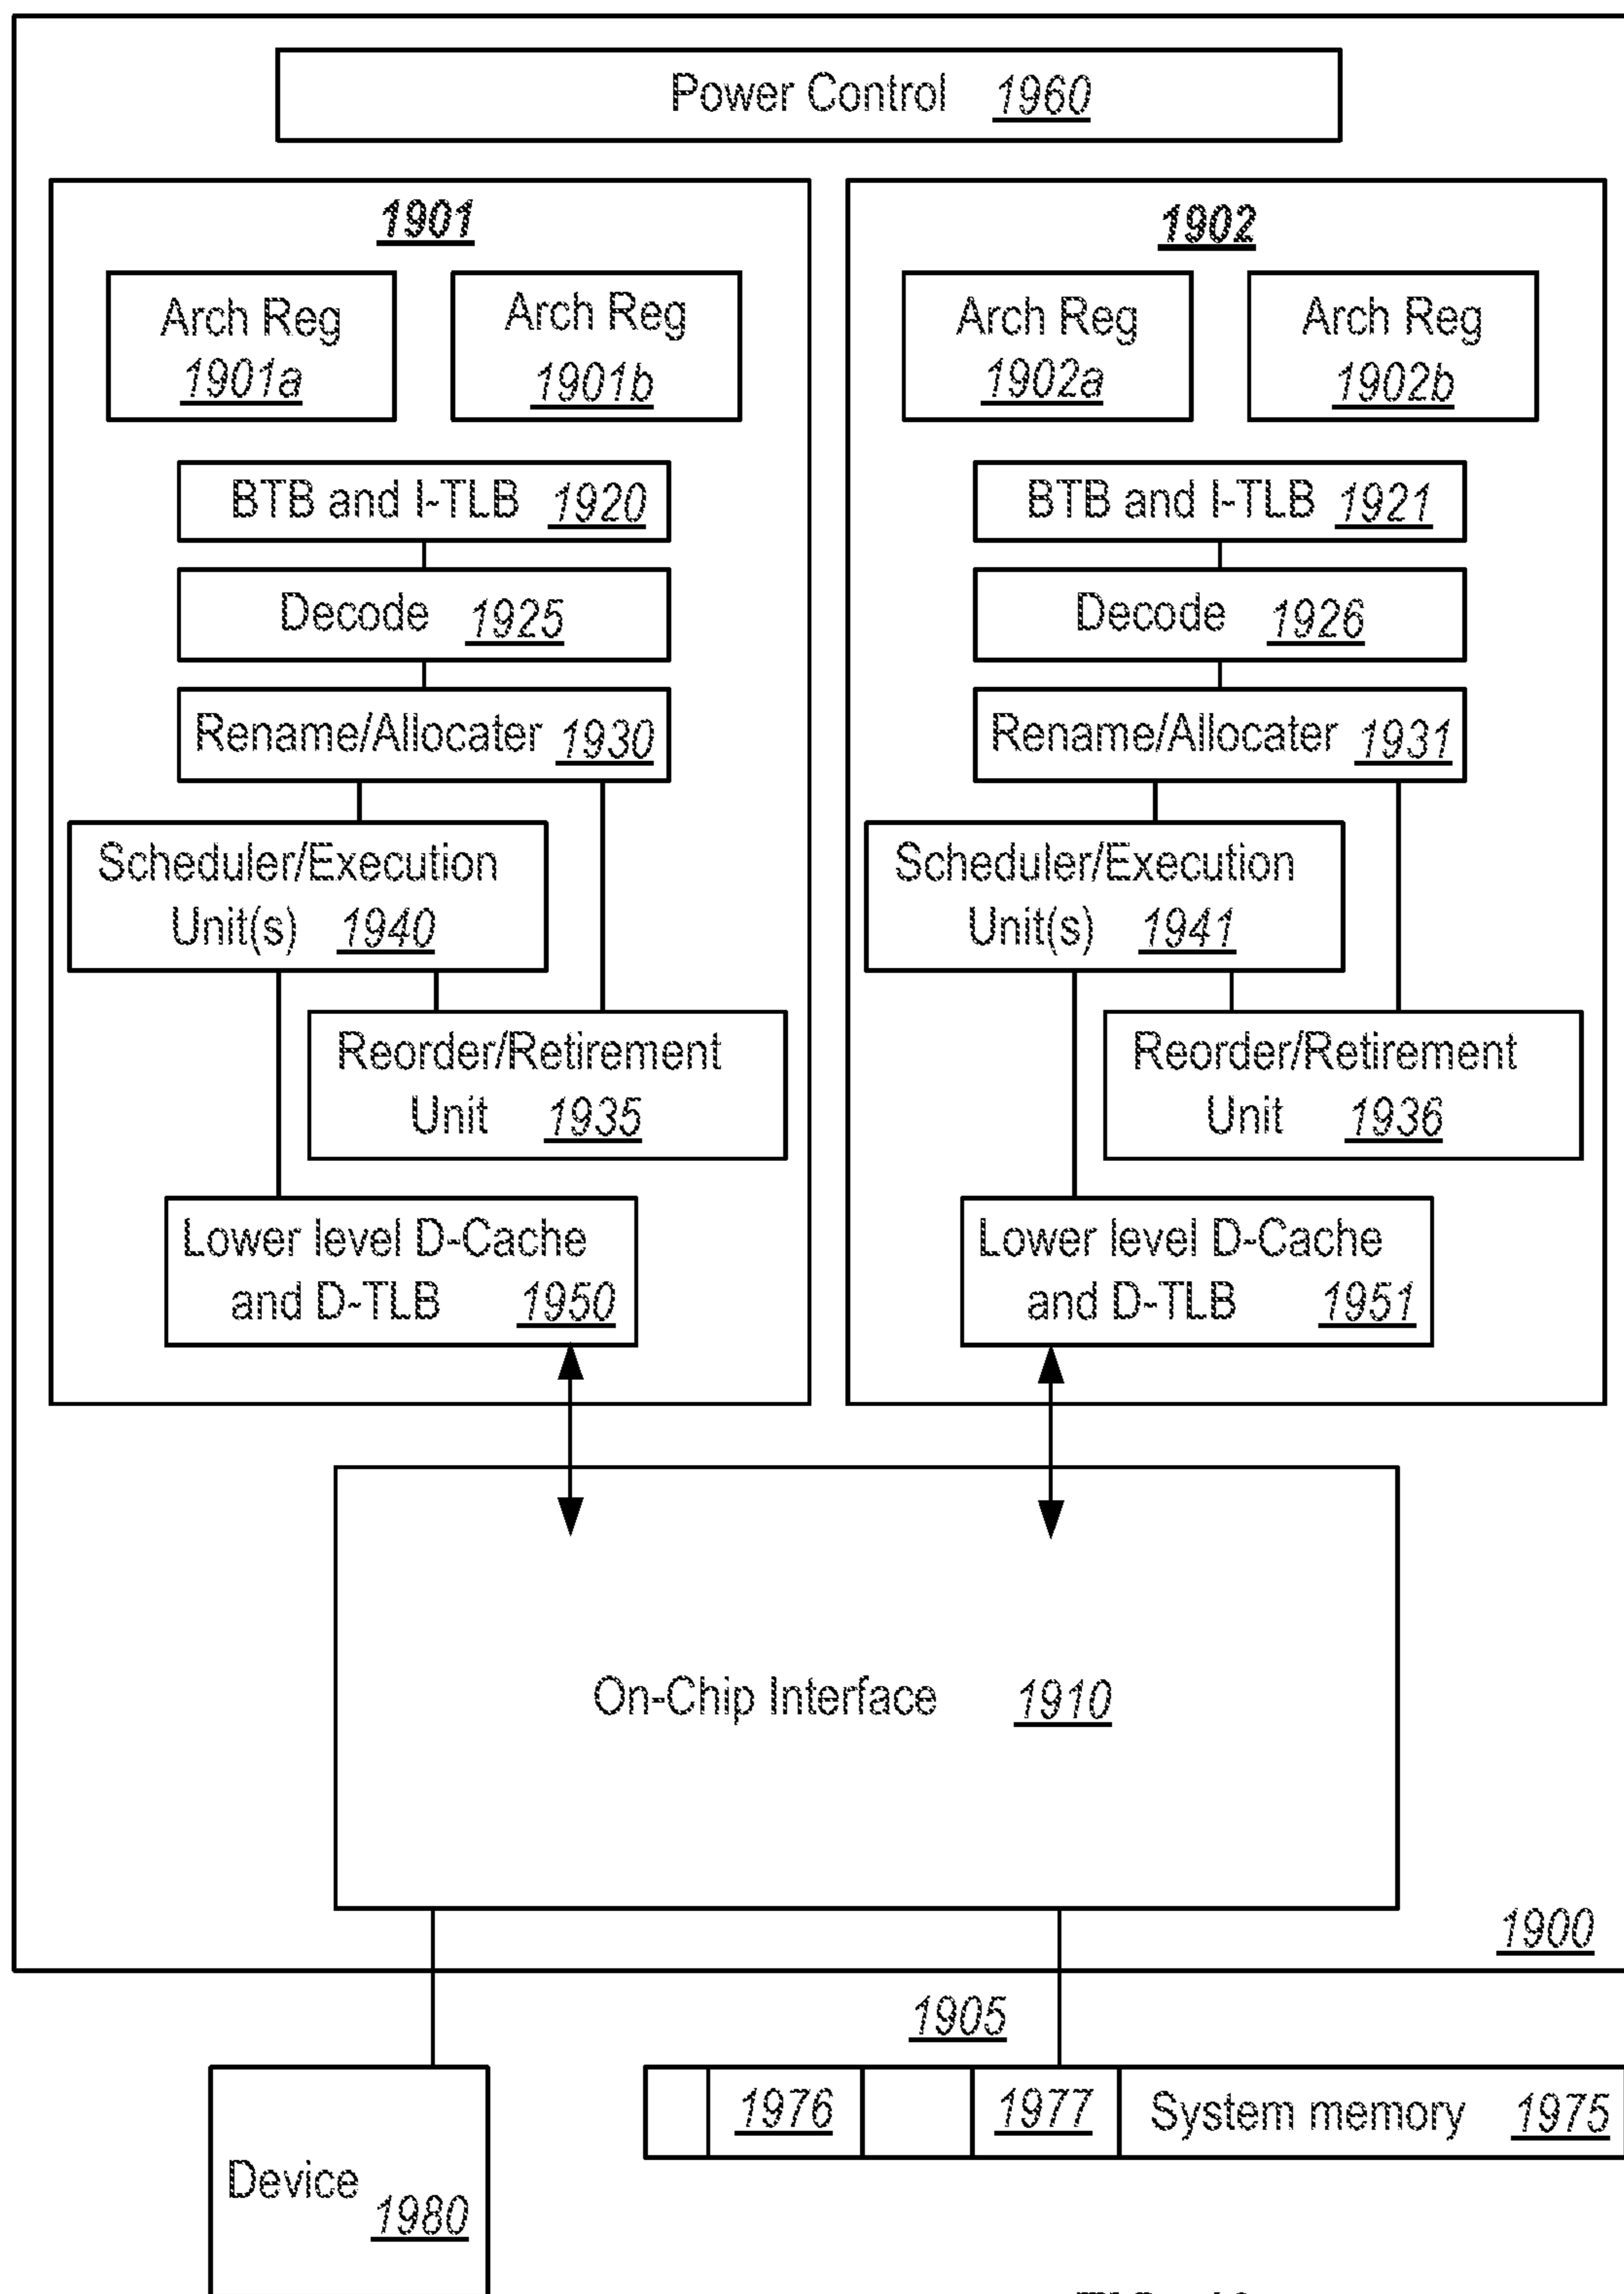 Power Control 1960
1901
Arch Reg
1901a
Arch Reg
1901b
BTB and I-TLB 1920
Decode 1925
Rename/Allocater 1930
Scheduler/Execution
Unit(s) 1940
Reorder/Retirement
Unit 1935
Lower level D-Cache
and D-TLB 1950
1902
Arch Reg
1902a
Arch Reg
1902b
BTB and I-TLB 1921
Decode 1926
Rename/Allocater 1931
Scheduler/Execution
Unit(s) 1941
Reorder/Retirement
Unit 1936
Lower level D-Cache
and D-TLB 1951
On-Chip Interface 1910
1900
1905
1976
1977
System memory 1975
Device 1980